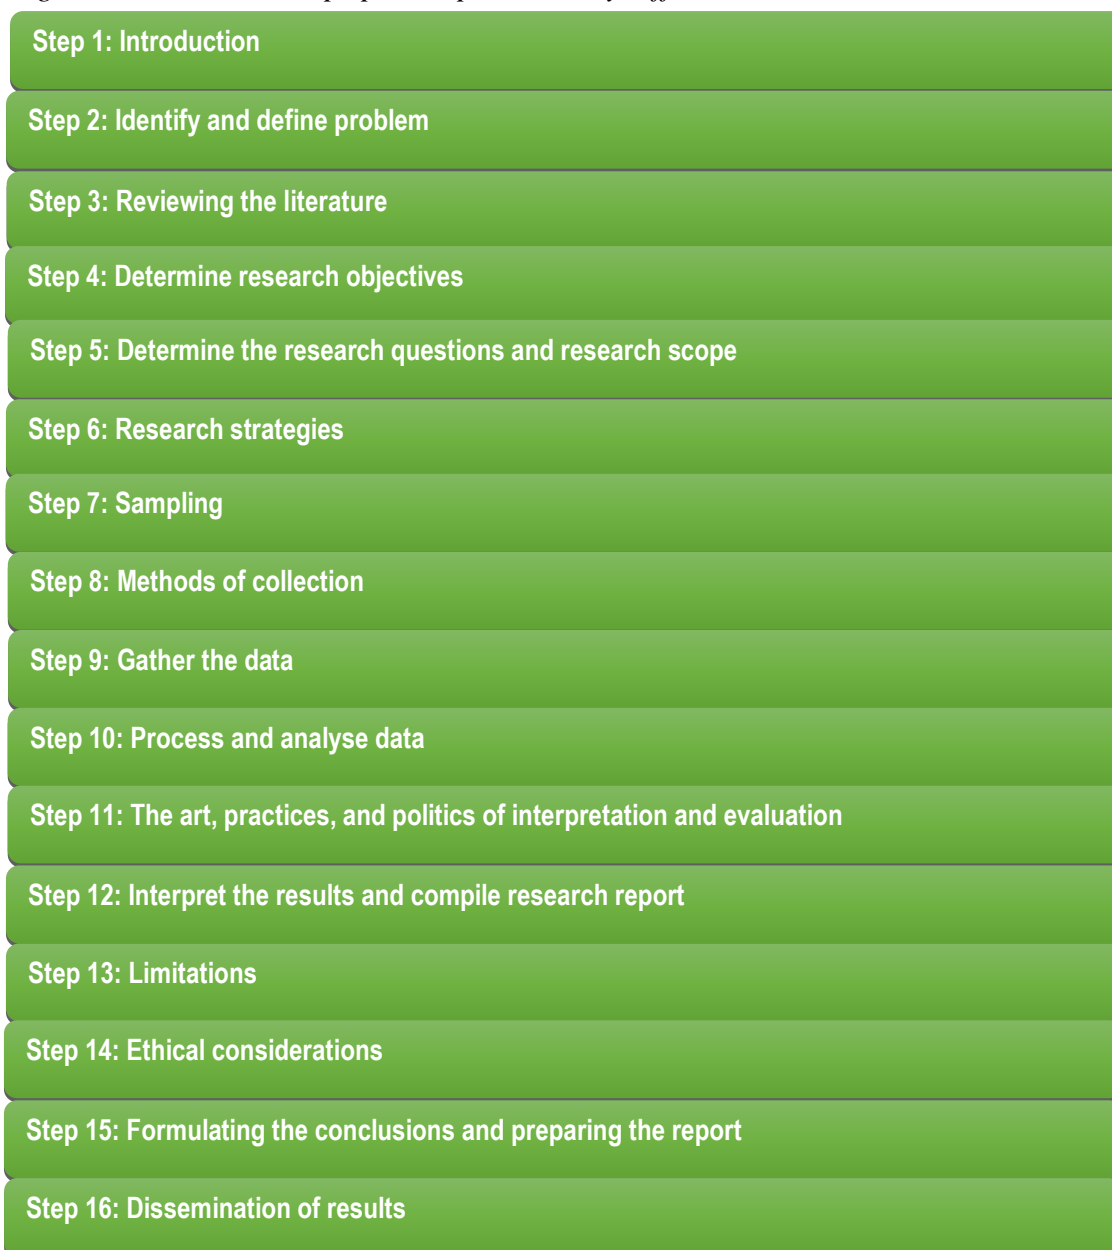 Step 1: Introduction
Step 2: Identify and define problem
Step 3: Reviewing the literature
Step 4: Determine research objectives
Step 5: Determine the research questions and research scope
Step 6: Research strategies
Step 7: Sampling
Step 8: Methods of collection
Step 9: Gather the data
Step 10: Process and analyse data
Step 11: The art, practices, and politics of interpretation and evaluation
Step 12: Interpret the results and compile research report
Step 13: Limitations
Step 14: Ethical considerations
Step 15: Formulating the conclusions and preparing the report
Step 16: Dissemination of results